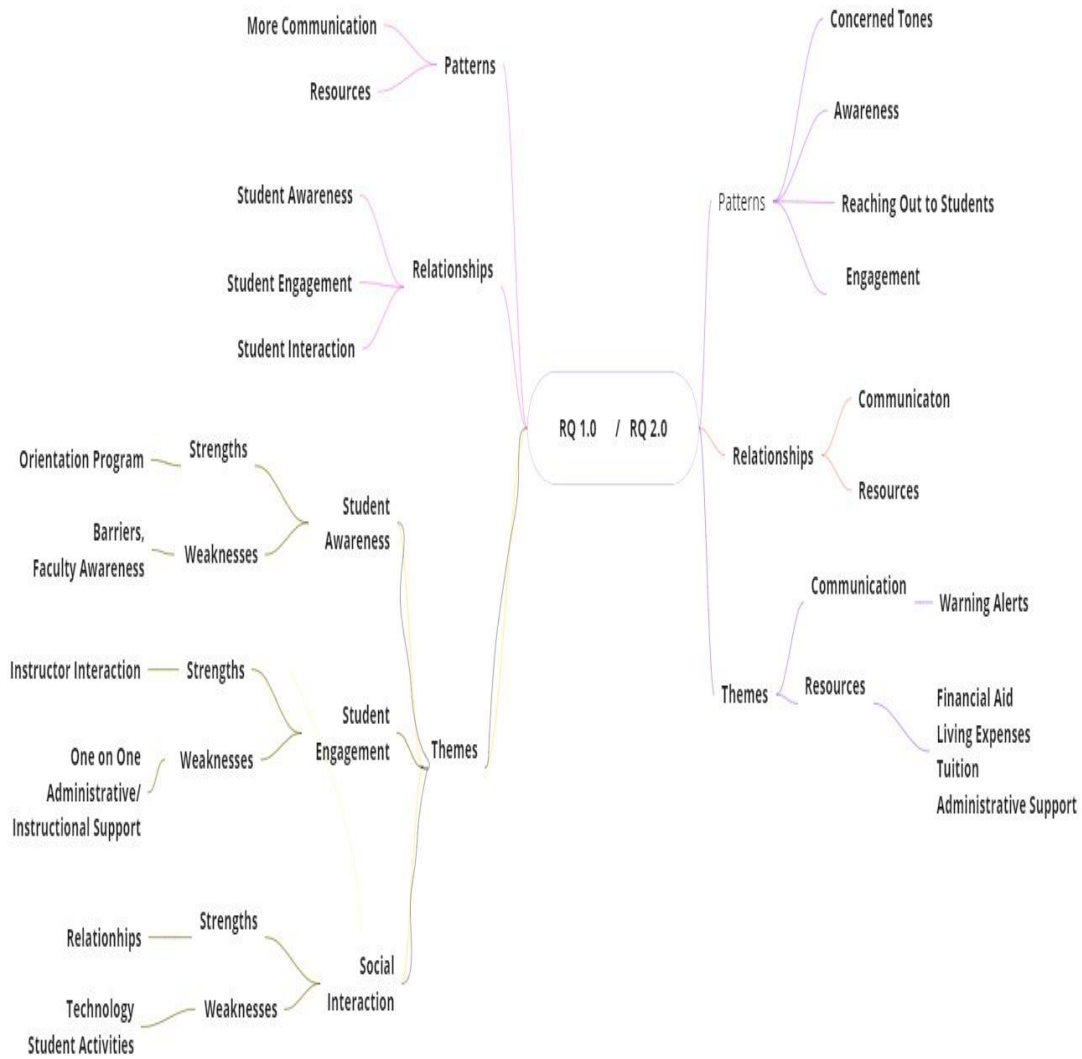 More Communication
Patterns
Resources
Student Awareness
Relationships
Student Engagement
Student Interaction
RQ 1.0 / RQ 2.0
Strengths
Orientation Program
Student
Awareness
Barriers,
Faculty Awareness
Weaknesses
Instructor Interaction
Strengths
Student
Engagement
Themes
One on One
Administrative/
Instructional Support
Weaknesses
Strengths
Relationhips
Social
Interaction
Weaknesses
Technology
Student Activities
Concerned Tones
Awareness
Patterns
Reaching Out to Students
Engagement
Communicaton
Relationships
Resources
Communication
Warning Alerts
Themes
Resources
Financial Aid
Living Expenses
Tuition
Administrative Support